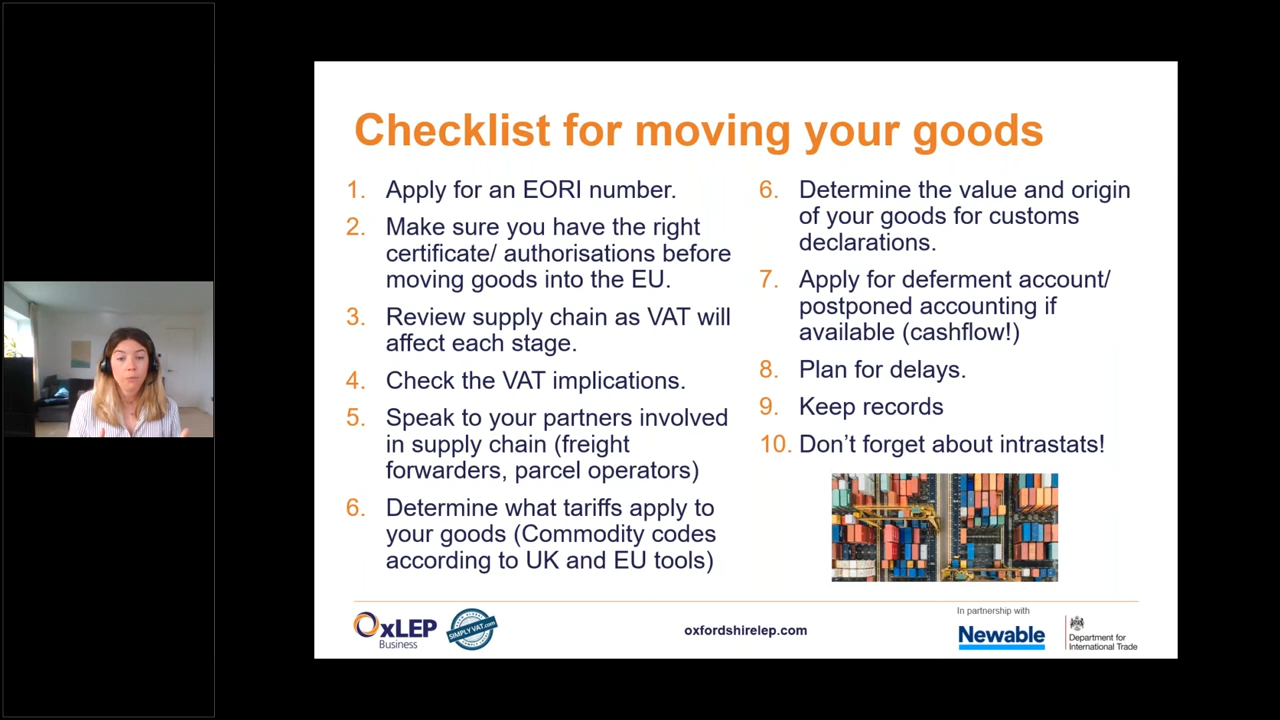 Checklist for moving your goods
1. Apply for an EORI number.
2. Make sure you have the right
certificate/ authorisations before
moving goods into the EU.
3. Review supply chain as VAT will
affect each stage.
4. Check the VAT implications.
5. Speak to your partners involved
in supply chain (freight
forwarders, parcel operators)
6. Determine what tariffs apply to
your goods (Commodity codes
according to UK and EU tools)
6. Determine the value and origin
of your goods for customs
declarations.
7. Apply for deferment account/
postponed accounting if
available (cashflow!)
8. Plan for delays.
9. Keep records
10. Don’t forget about intrastats!
OxLEP
Business
SIMPLYVAT.com
oxfordshirelep.com
In partnership with
Newable
Department for
International Trade